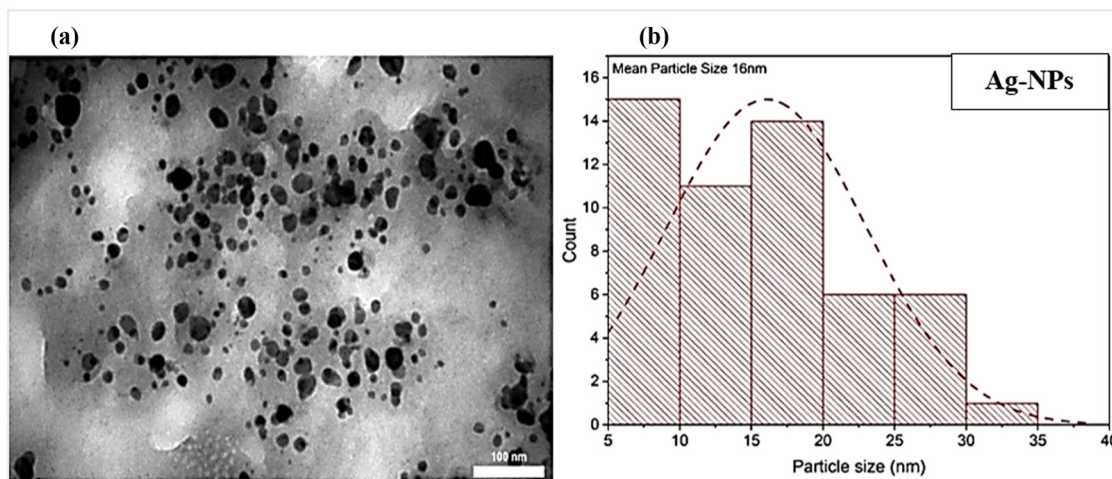 (a)
(b)
100 nm
Mean Particle Size 16nm
Ag-NPs
Count
16
14
12
10
8
6
4
2
0
5 10 15 20 25 30 35 40
Particle size (nm)